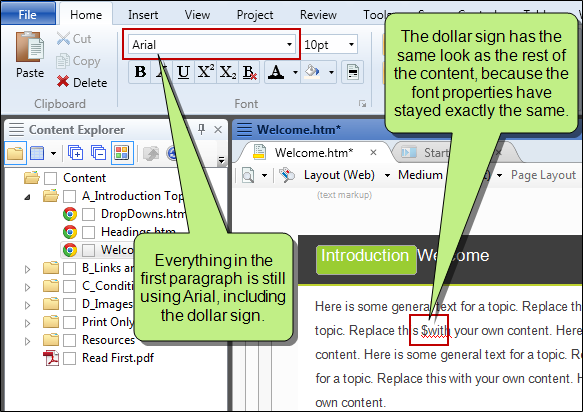 File Home Insert View Project Review To
Paste
Cut
Copy
Delete
Clipboard
Arial 10pt
B A I U X² X₂ B A
Font
The dollar sign has the
same look as the rest of
the content, because the
font properties have
stayed exactly the same.
Content Explorer
Content
A_Introduction Top
DropDowns.htm
Headings.htm
Welco
B_Links an
C_Condition
D_Images
Print Only
Resources
Read First.pdf
Everything in the
first paragraph is still
using Arial, including
the dollar sign.
Welcome.htm*
Welcome.htm* Start
Layout (Web) Medium Page Layout
(text markup)
Introduction Welcome
Here is some general text for a topic. Replace th
topic. Replace this $with your own content. Here
content. Here is some general text for a topic. R
for a topic. Replace this with your own content. H
own content.